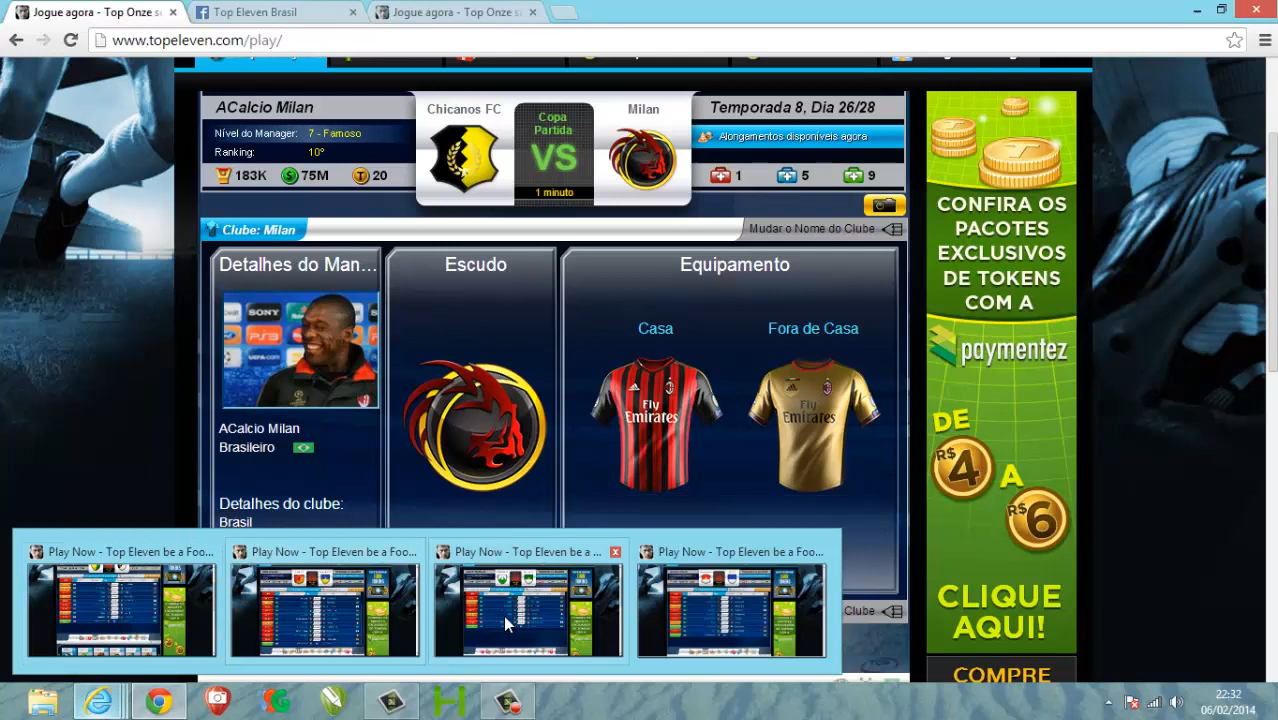 Jogue agora - Top Onze s
Top Eleven Brasil
Jogue agora - Top Onze s
www.topeleven.com/play/
ACalcio Milan
Chicanos FC
Milan
Temporada 8, Dia 26/28
Copa
Partida
VS
1 minuto
Nível do Manager: 7 - Famoso
Ranking: 10º
Alongamentos disponíveis agora
183K 75M 20
1 5 9
Clube: Milan
Mudar o Nome do Clube
Detalhes do Man...
Escudo
Equipamento
Casa
Fora de Casa
SONY
PS3
Fly
Emirates
Fly
Emirates
ACalcio Milan
Brasileiro
Detalhes do clube:
Brasil
Clube
CONFIRA OS
PACOTES
EXCLUSIVOS
DE TOKENS
COM A
paymentez
DE
R$4
A
R$6
CLIQUE
AQUI!
COMPRE
Play Now - Top Eleven be a Foo...
Play Now - Top Eleven be a Foo...
Play Now - Top Eleven be a ...
Play Now - Top Eleven be a Foo...
22:32
06/02/2014